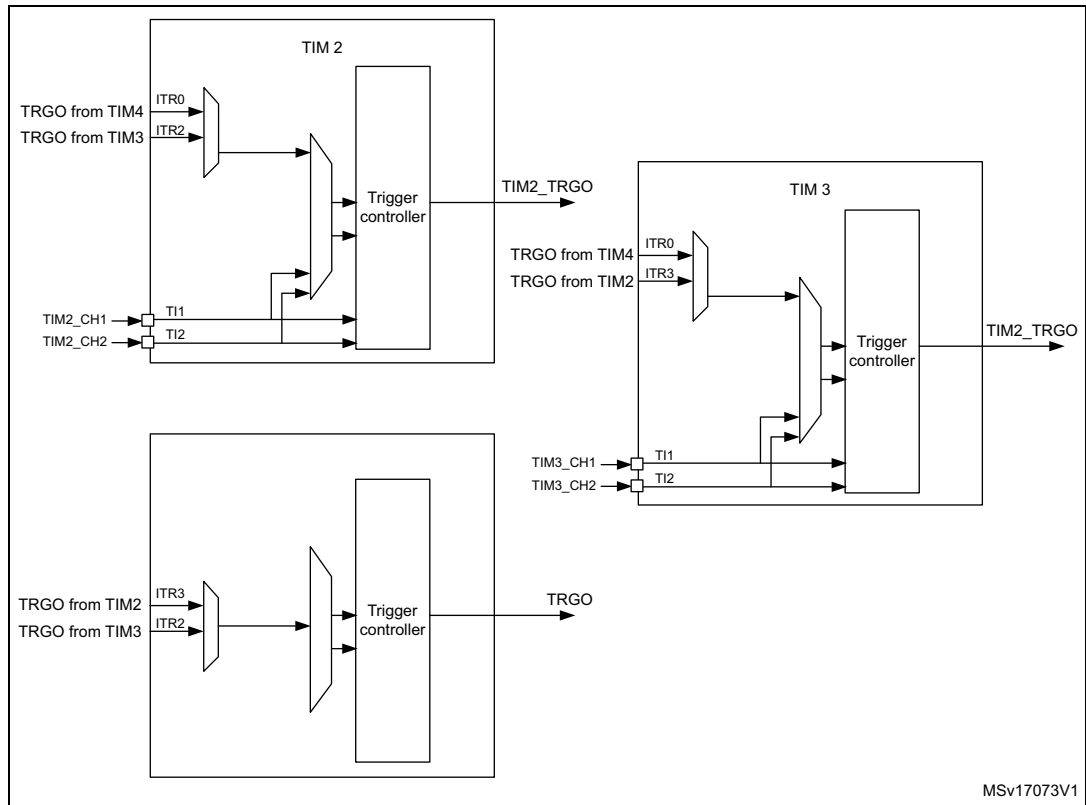 TIM 2
TRGO from TIM4
ITR0
TRGO from TIM3
ITR2
Trigger
controller
TIM2_TRGO
TIM2_CH1
TI1
TIM2_CH2
TI2
TIM 3
TRGO from TIM4
ITR0
TRGO from TIM2
ITR3
Trigger
controller
TIM2_TRGO
TIM3_CH1
TI1
TIM3_CH2
TI2
TRGO from TIM2
ITR3
TRGO from TIM3
ITR2
Trigger
controller
TRGO
MSv17073V1